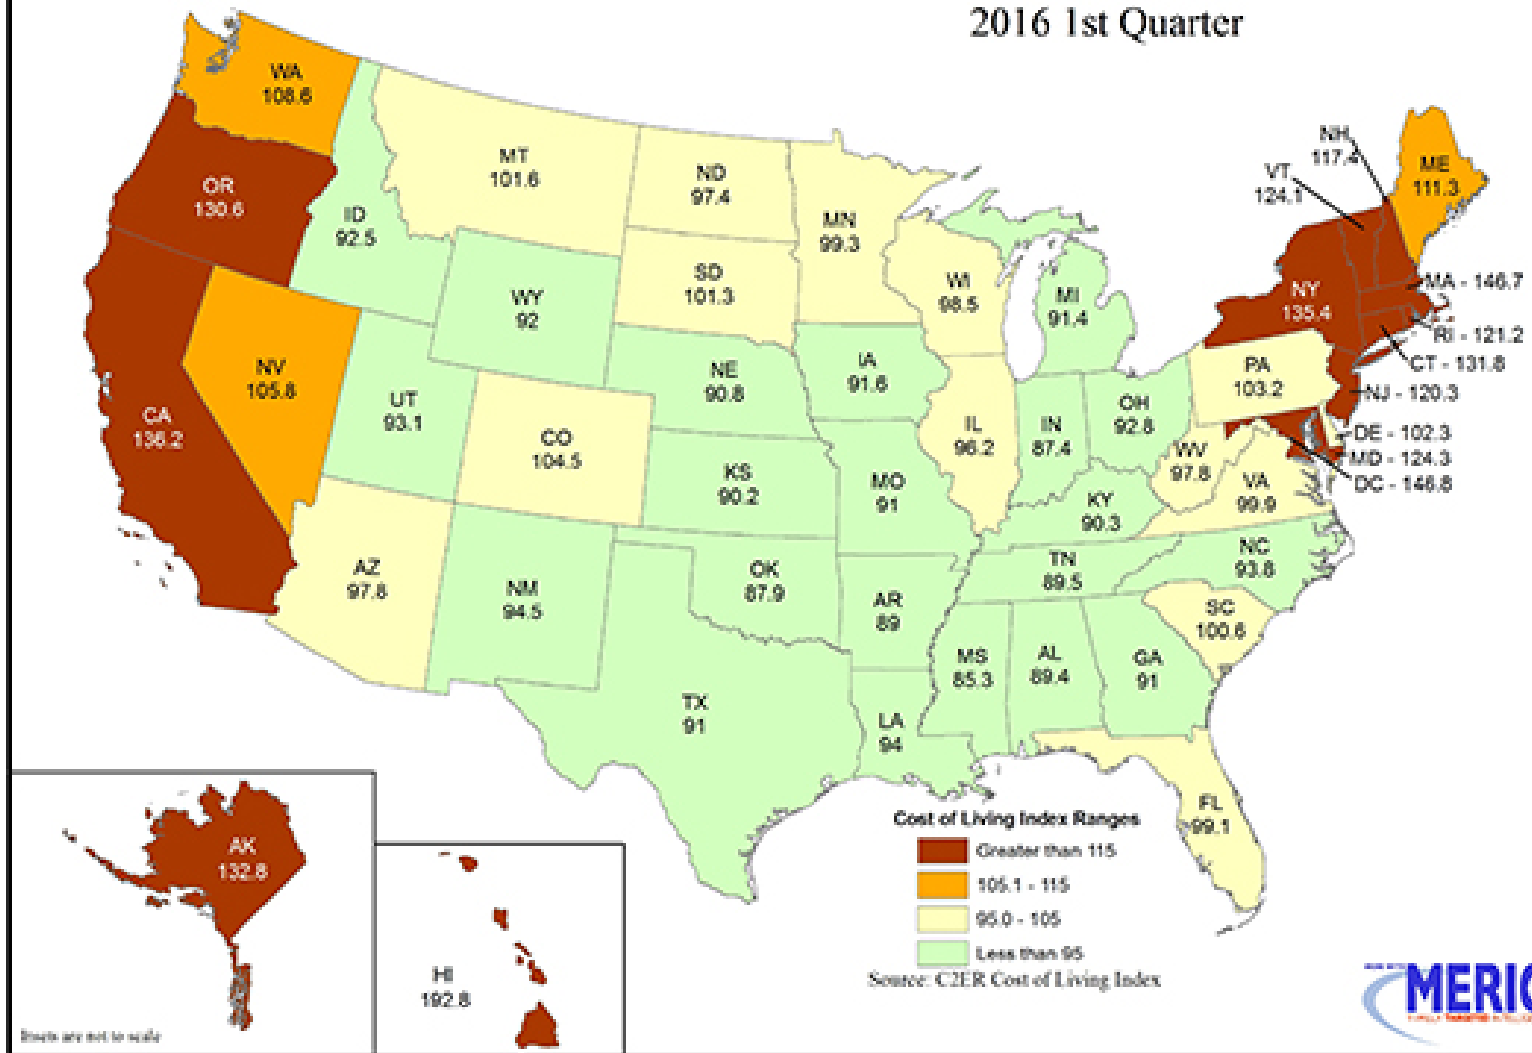 2016 1st Quarter
WA
108.6
OR
130.6
CA
136.2
NV
105.8
ID
92.5
MT
101.6
WY
92
UT
93.1
CO
104.5
AZ
97.8
NM
94.5
ND
97.4
SD
101.3
NE
90.8
KS
90.2
OK
87.9
TX
91
MN
99.3
IA
91.6
MO
91
AR
89
LA
94
WI
98.5
IL
96.2
MI
91.4
IN
87.4
OH
92.8
KY
90.3
TN
89.5
MS
85.3
AL
89.4
GA
91
FL
99.1
SC
100.6
NC
93.8
VA
99.9
WV
97.8
PA
103.2
NY
135.4
VT
124.1
NH
117.4
ME
111.3
MA - 146.7
RI - 121.2
CT - 131.8
NJ - 120.3
DE - 102.3
MD - 124.3
DC - 146.8
AK
132.8
HI
192.8
Insets are not to scale
Cost of Living Index Ranges
Greater than 115
105.1 - 115
95.0 - 105
Less than 95
Source: C2ER Cost of Living Index
MERIC